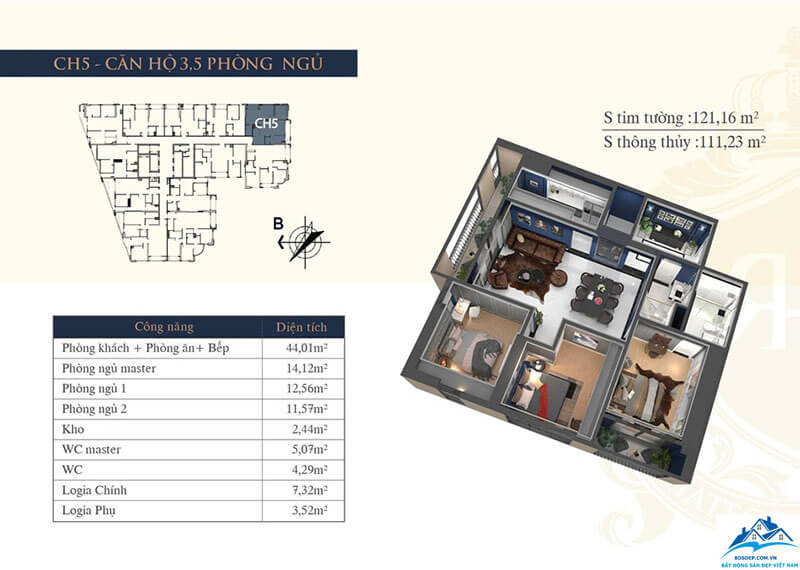 CH5 - CĂN HỘ 3,5 PHÒNG NGỦ
CH5
B
S tim tường :121,16 m²
S thông thủy :111,23 m²
Công năng Diện tích
Phòng khách + Phòng ăn+ Bếp 44,01m²
Phòng ngủ master 14,12m²
Phòng ngủ 1 12,56m²
Phòng ngủ 2 11,57m²
Kho 2,44m²
WC master 5,07m²
WC 4,29m²
Logia Chính 7,32m²
Logia Phụ 3,52m²
BDSDEP.COM.VN
BẤT ĐỘNG SẢN ĐẸP VIỆT NAM